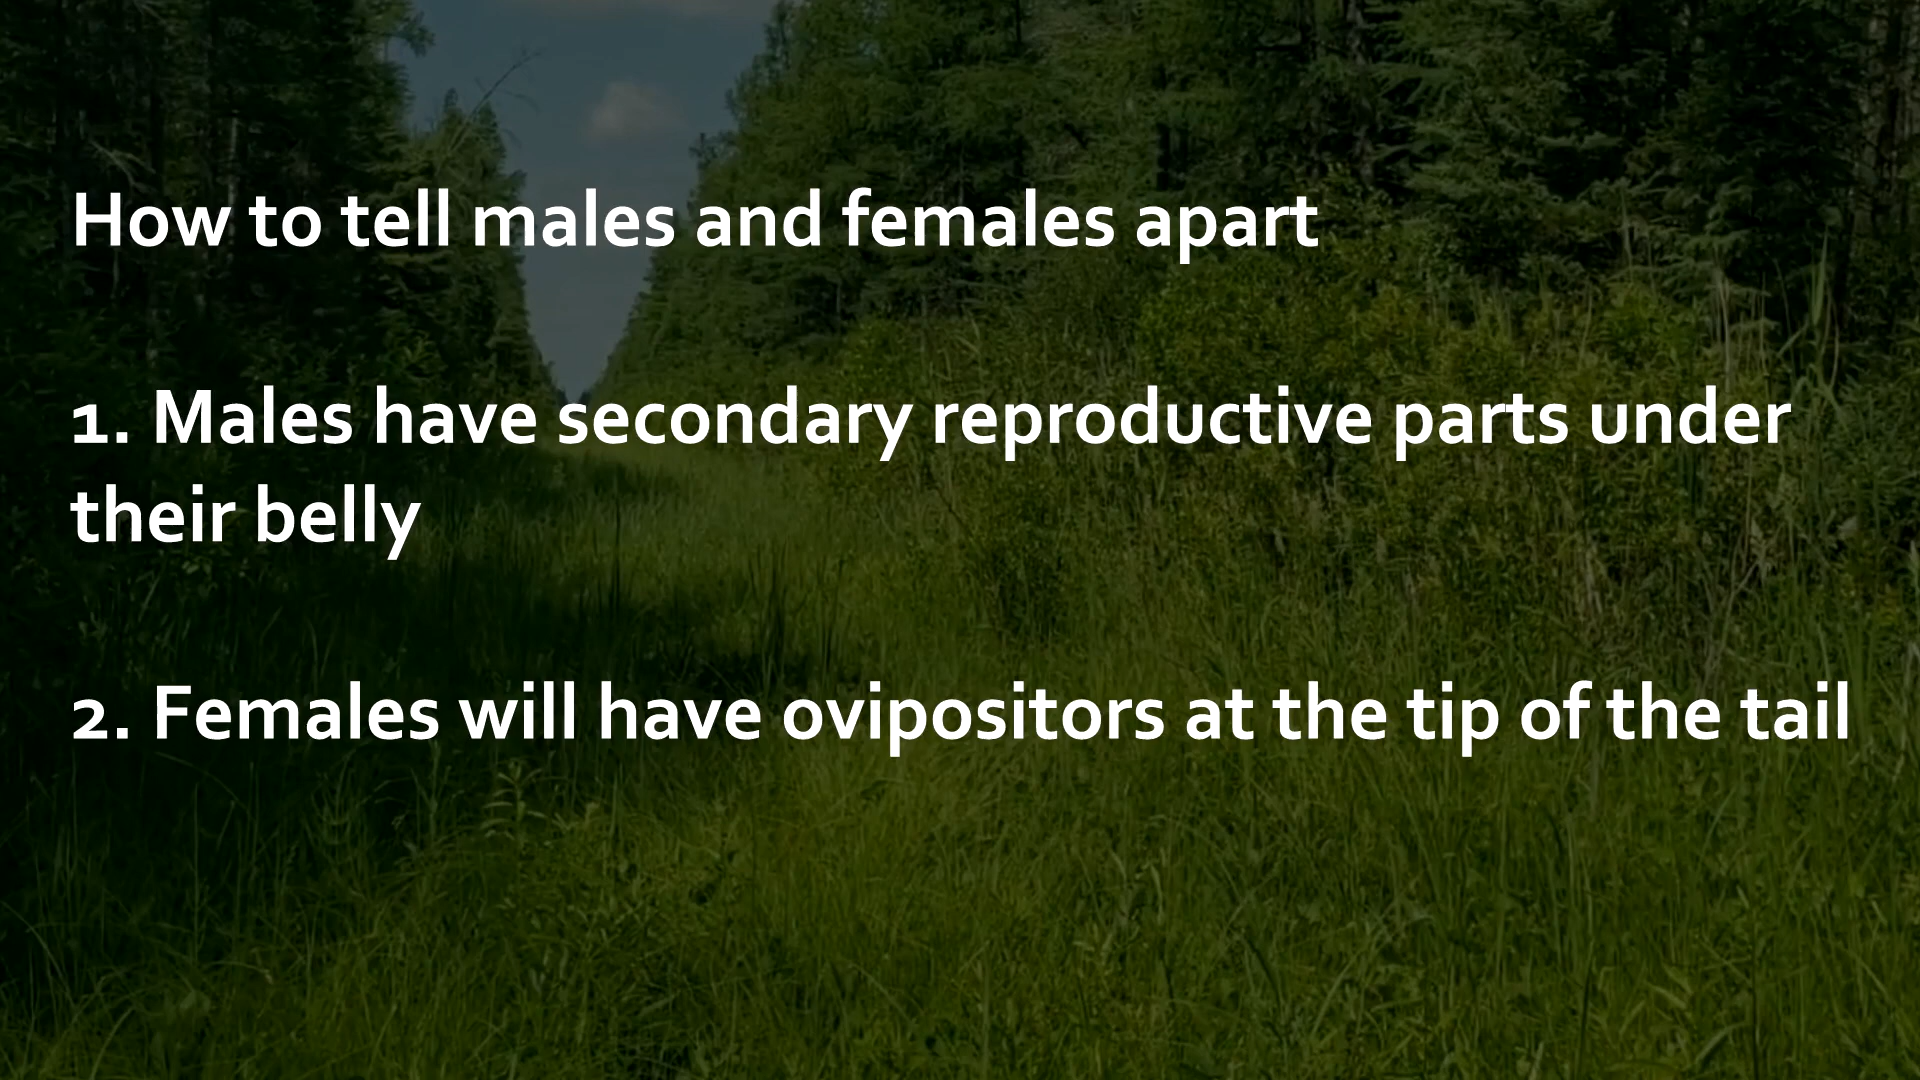 How to tell males and females apart
1. Males have secondary reproductive parts under
their belly
2. Females will have ovipositors at the tip of the tail